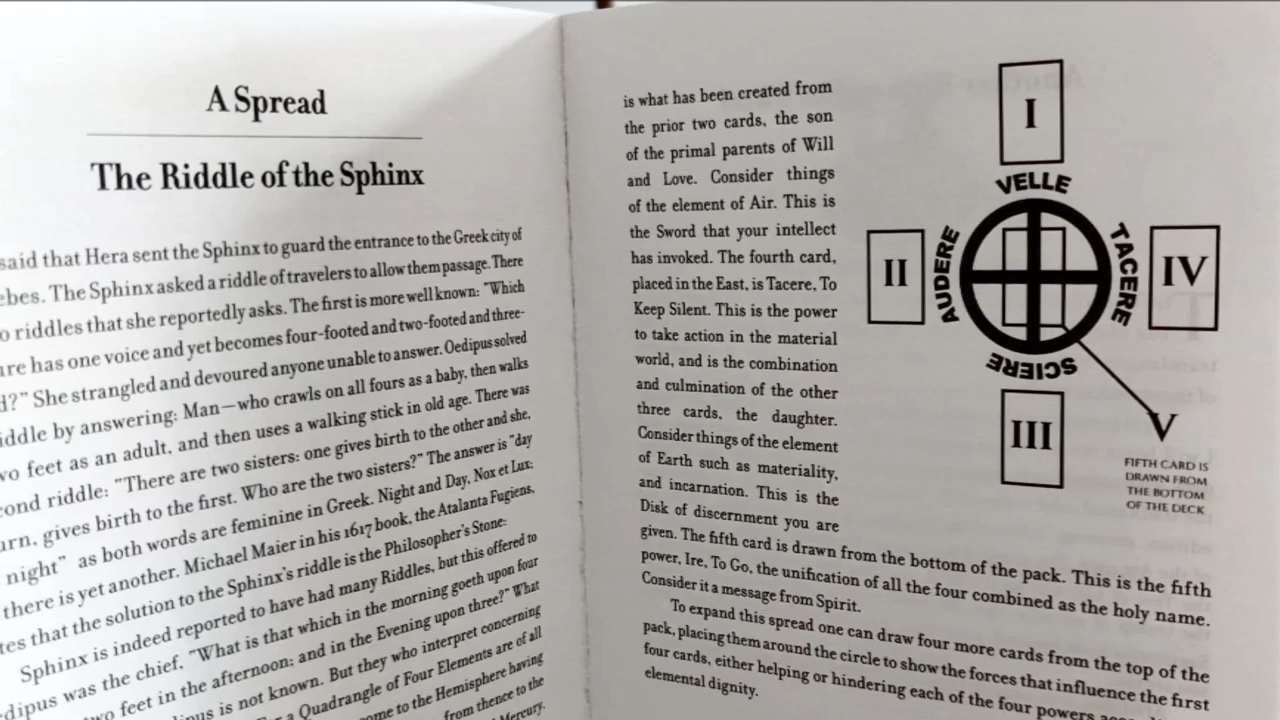 A Spread
The Riddle of the Sphinx
said that Hera sent the Sphinx to guard the entrance to the Greek city of
The Sphinx asked a riddle of travelers to allow them passage. There
riddles that she reportedly asks. The first is more well known: "Which
has one voice and yet becomes four-footed and two-footed and three-
She strangled and devoured anyone unable to answer. Oedipus solved
by answering: Man—who crawls on all fours as a baby, then walks
feet as an adult, and then uses a walking stick in old age. There was
riddle: "There are two sisters: one gives birth to the other and she,
gives birth to the first. Who are the two sisters?" The answer is "day
night" as both words are feminine in Greek. Night and Day, Nox et Lux:
there is yet another. Michael Maier in his 1617 book, the Atalanta Fugiens,
that the solution to the Sphinx's riddle is the Philosopher's Stone:
Sphinx is indeed reported to have had many Riddles, but this offered to
was the chief. "What is that which in the morning goeth upon four
feet in the afternoon; and in the Evening upon three?" What
is not known. But they who interpret concerning
a Quadrangle of Four Elements are of all
to the Hemisphere having
from thence to the
Mercury.
is what has been created from
the prior two cards, the son
of the primal parents of Will
and Love. Consider things
of the element of Air. This is
the Sword that your intellect
has invoked. The fourth card,
placed in the East, is Tacere, To
Keep Silent. This is the power
to take action in the material
world, and is the combination
and culmination of the other
three cards, the daughter.
Consider things of the element
of Earth such as materiality,
and incarnation. This is the
Disk of discernment you are
given. The fifth card is drawn from the bottom of the pack. This is the fifth
power, Ire, To Go, the unification of all the four combined as the holy name.
Consider it a message from Spirit.
To expand this spread one can draw four more cards from the top of the
pack, placing them around the circle to show the forces that influence the first
four cards, either helping or hindering each of the four powers
elemental dignity.
I
VELLE
II
AUDERE
TACERE
IV
SCIERE
III
V
FIFTH CARD IS
DRAWN FROM
THE BOTTOM
OF THE DECK